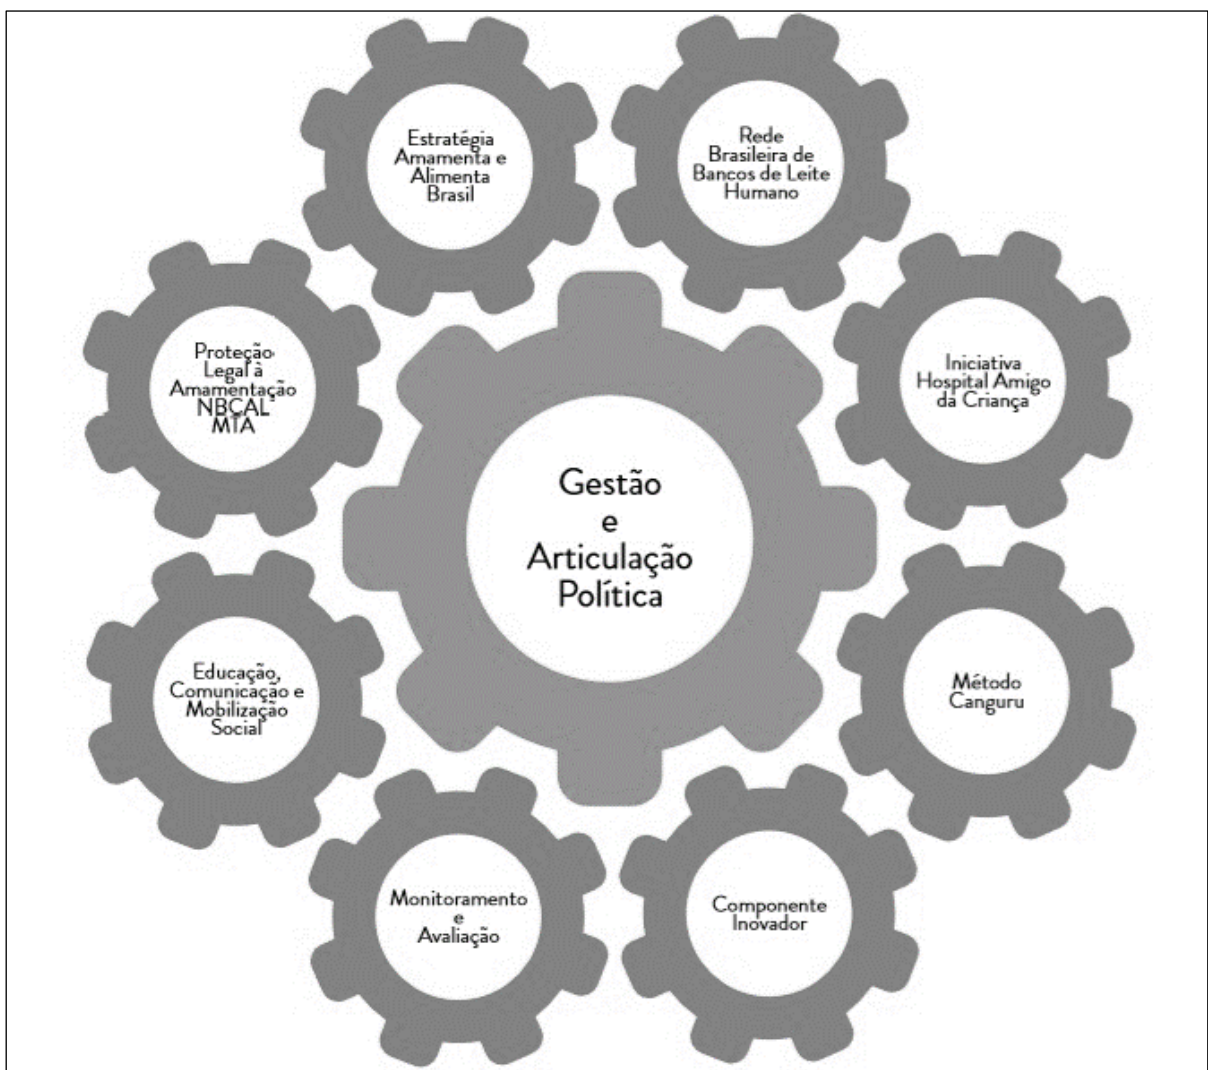 Estratégia
Amamenta e
Alimenta
Brasil
Rede
Brasileira de
Bancos de Leite
Humano
Proteção
Legal à
Amamentação
NBCAL
MTA
Iniciativa
Hospital Amigo
da Criança
Gestão
e
Articulação
Política
Educação,
Comunicação e
Mobilização
Social
Método
Canguru
Monitoramento
e
Avaliação
Componente
Inovador